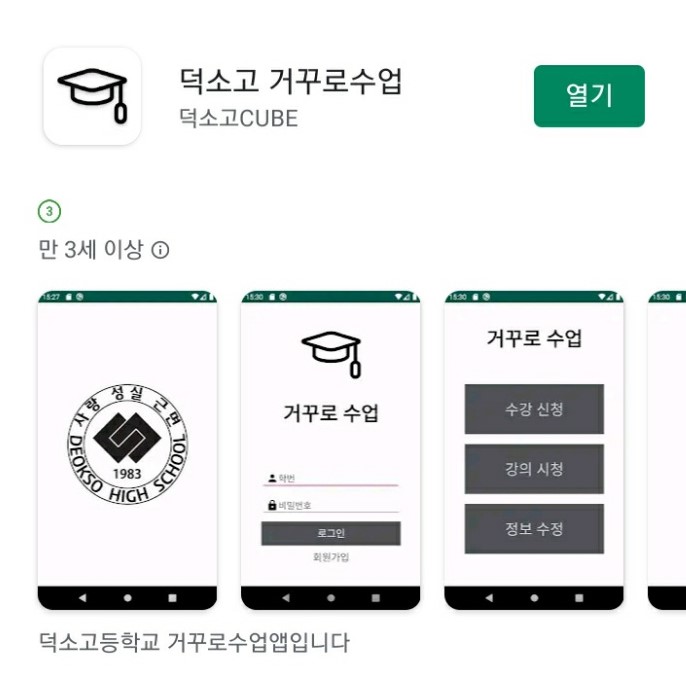 덕소고 거꾸로수업
덕소고CUBE
열기
3
만 3세 이상
15:27
사랑 성실 근면
1983
DEOKSO HIGH SCHOOL
15:30
거꾸로 수업
학번
비밀번호
로그인
회원가입
15:30
거꾸로 수업
수강 신청
강의 시청
정보 수정
15:30
덕소고등학교 거꾸로수업앱입니다